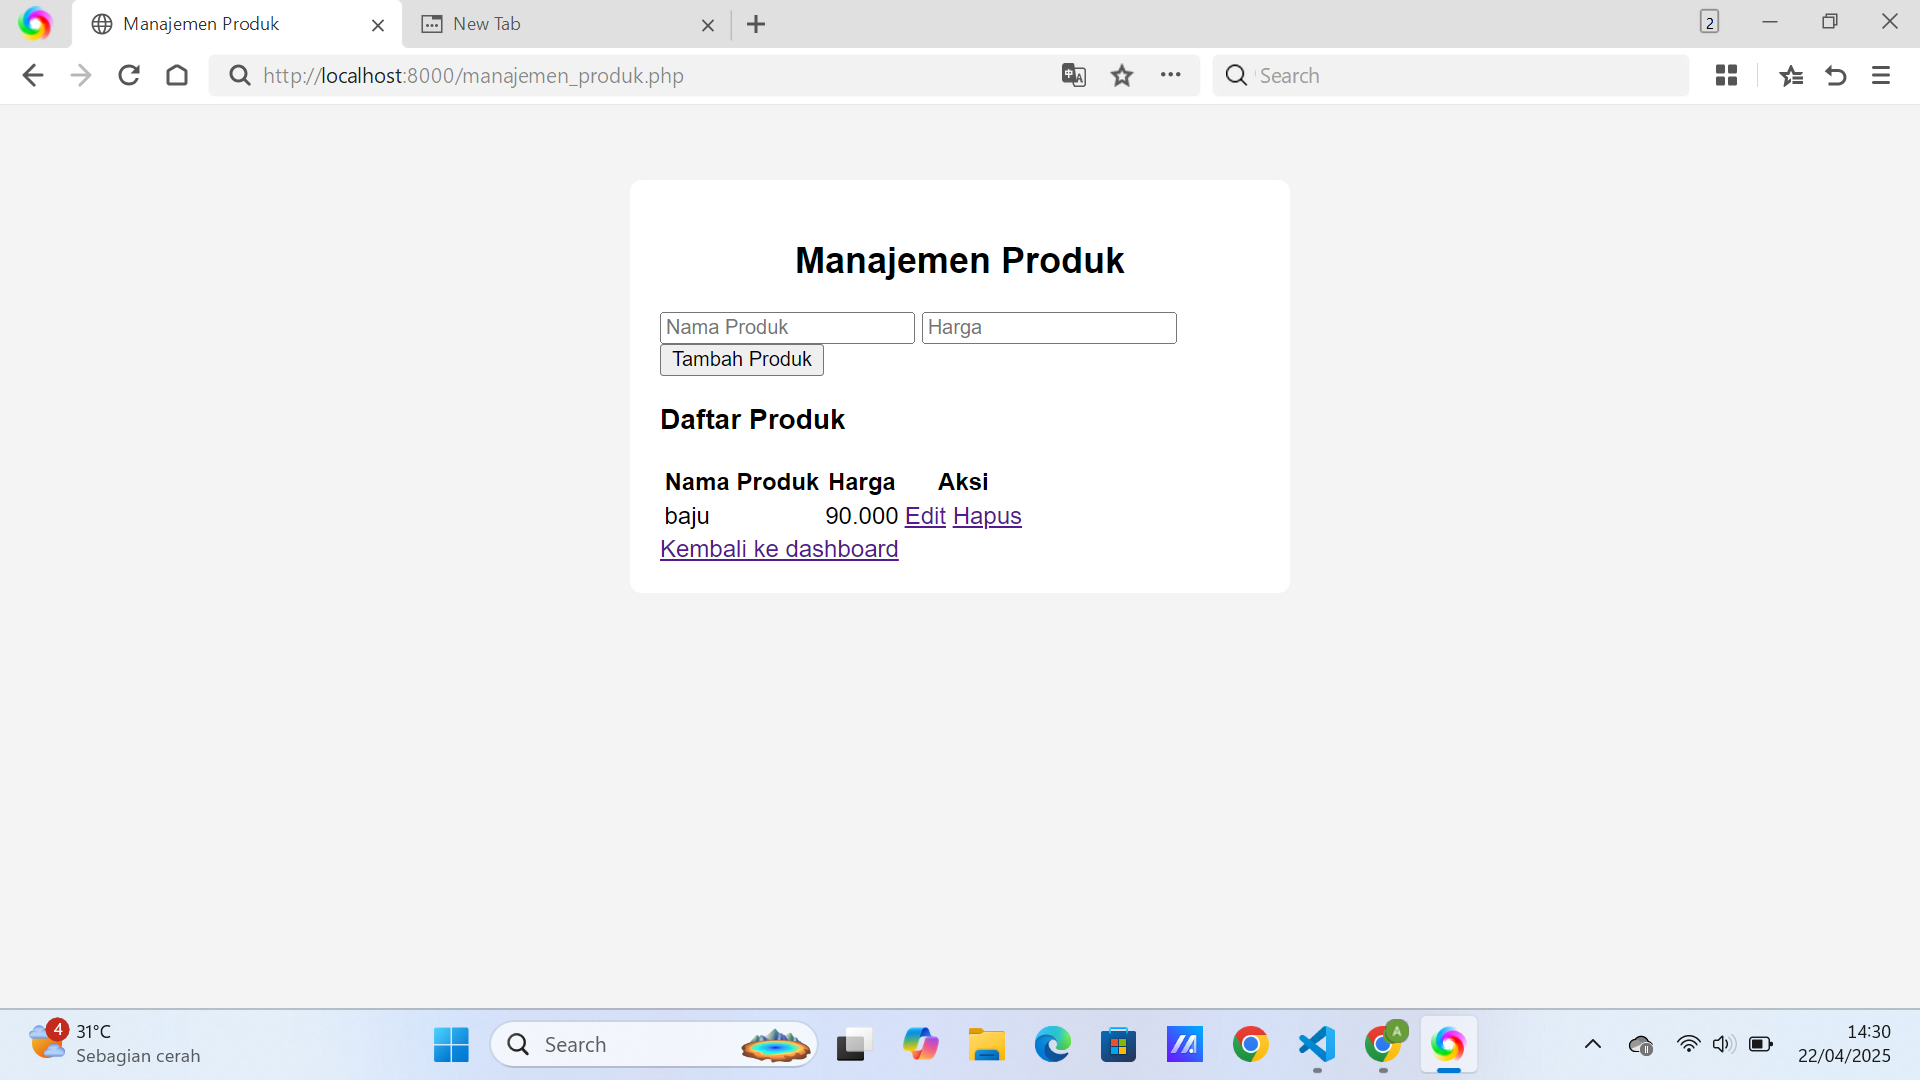 Manajemen Produk
New Tab
2
http://localhost:8000/manajemen_produk.php
Search
Manajemen Produk
Nama Produk Harga
Tambah Produk
Daftar Produk
Nama Produk Harga Aksi
baju 90.000 Edit Hapus
Kembali ke dashboard
4
31°C
Sebagian cerah
Search
A
14:30
22/04/2025